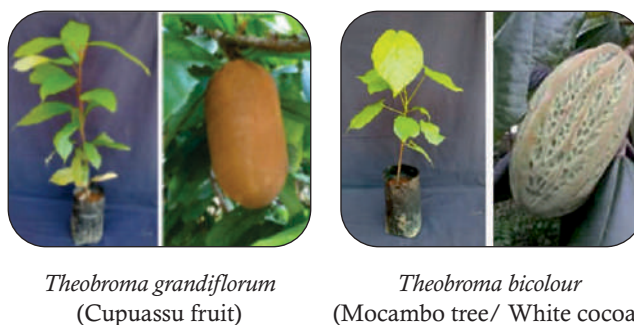 Theobroma grandiflorum
(Cupuassu fruit)
Theobroma bicolour
(Mocambo tree/ White cocoa